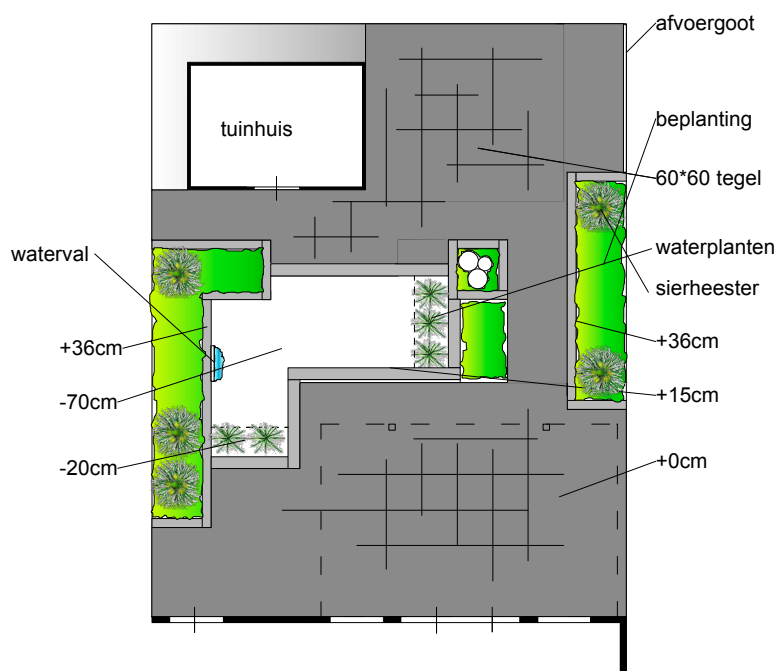 afvoergoot
beplanting
tuinhuis
60*60 tegel
waterval
waterplanten
sierheester
+36cm
+36cm
-70cm
+15cm
-20cm
+0cm